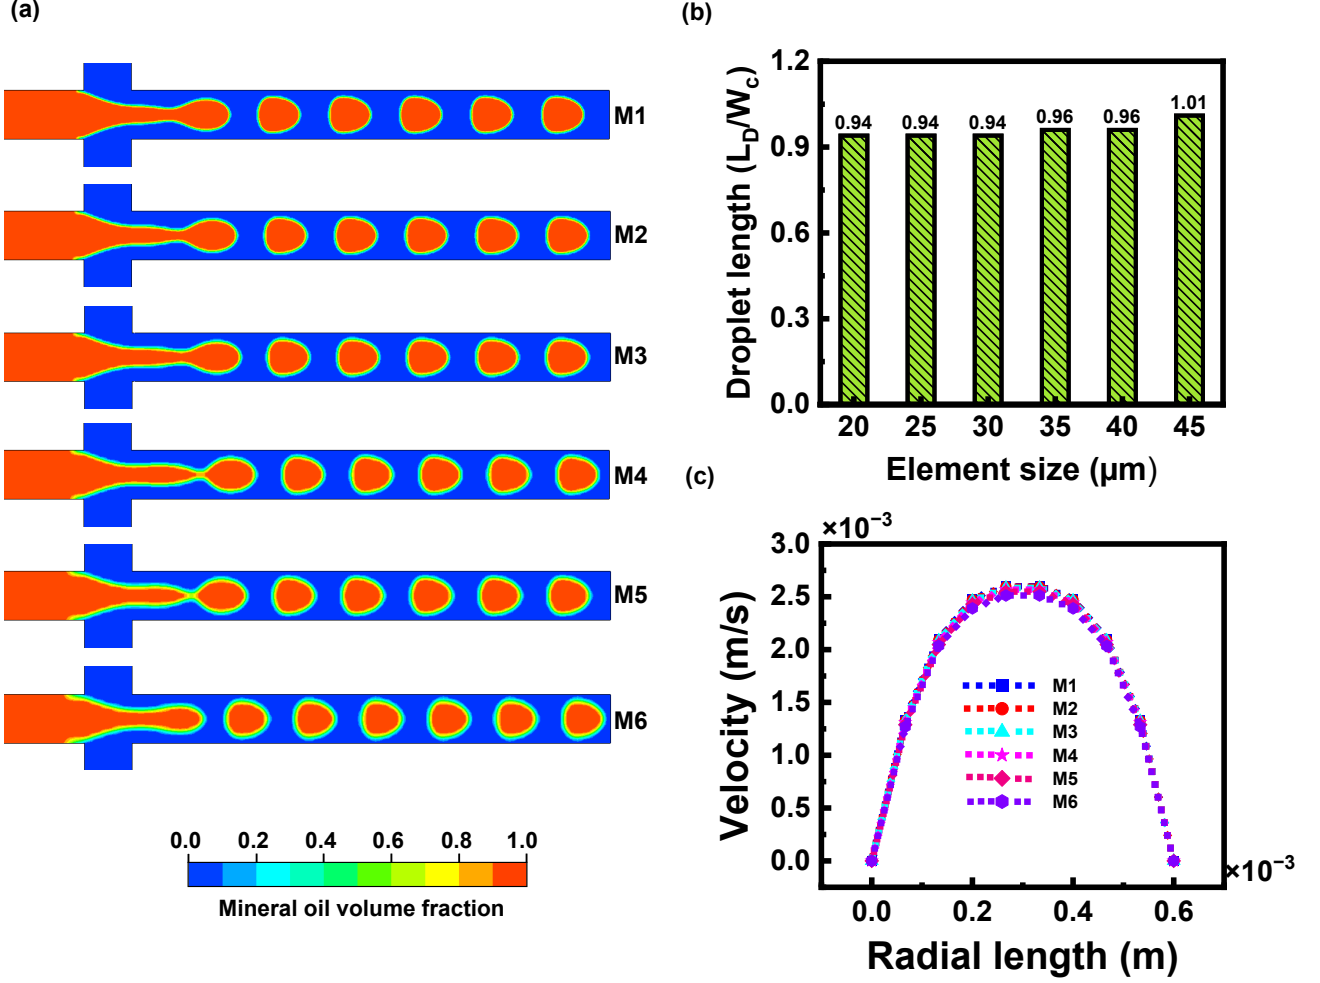 (a)
M1
M2
M3
M4
M5
M6
0.0 0.2 0.4 0.6 0.8 1.0
Mineral oil volume fraction
(b)
Droplet length (L_D/W_c)
1.2
0.9
0.6
0.3
0.0
0.94 0.94 0.94 0.96 0.96 1.01
20 25 30 35 40 45
Element size (µm)
(c)
×10⁻³
Velocity (m/s)
3.0
2.5
2.0
1.5
1.0
0.5
0.0
M1
M2
M3
M4
M5
M6
×10⁻³
0.0 0.2 0.4 0.6
Radial length (m)